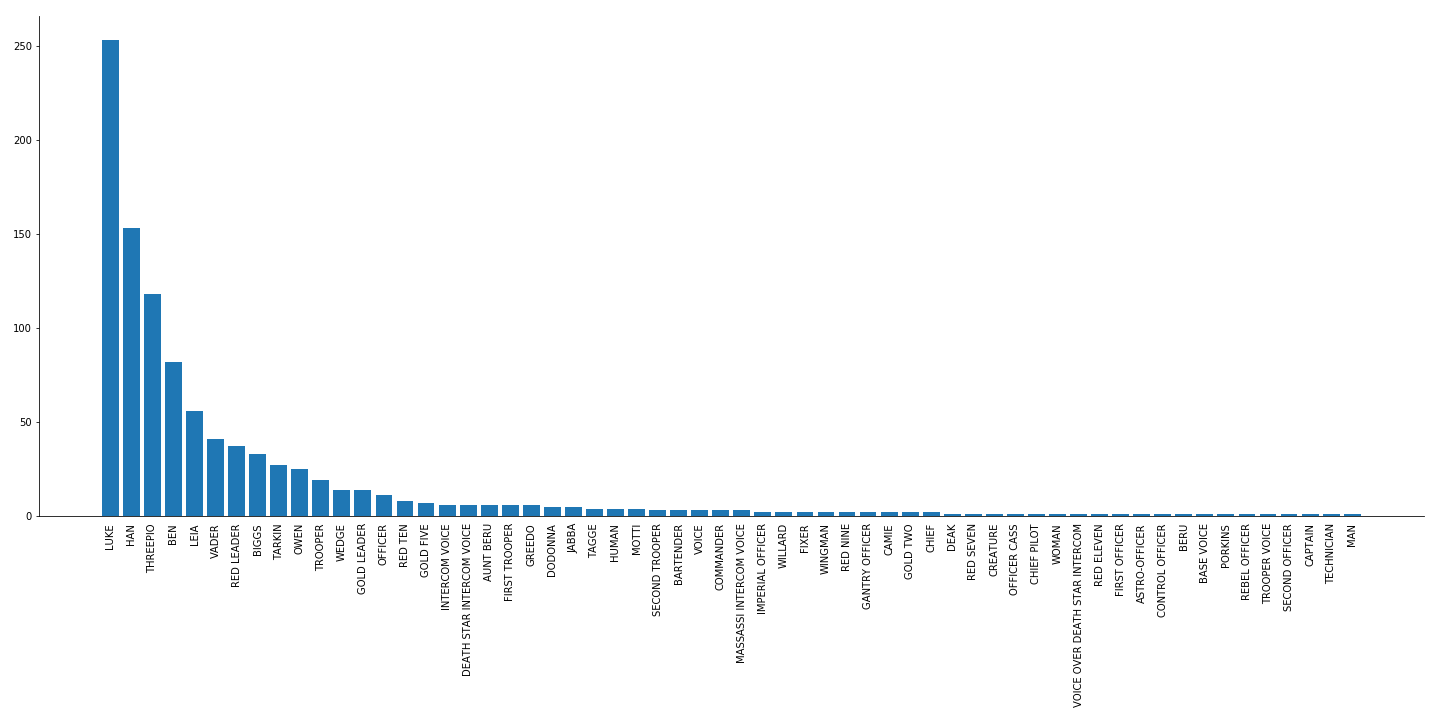 250
200
150
100
50
0
LUKE
HAN
THREEPIO
BEN
LEIA
VADER
RED LEADER
BIGGS
TARKIN
OWEN
TROOPER
WEDGE
GOLD LEADER
OFFICER
RED TEN
GOLD FIVE
INTERCOM VOICE
DEATH STAR INTERCOM VOICE
AUNT BERU
FIRST TROOPER
GREEDO
DODONNA
JABBA
TAGGE
HUMAN
MOTTI
SECOND TROOPER
BARTENDER
VOICE
COMMANDER
MASSASSI INTERCOM VOICE
IMPERIAL OFFICER
WILLARD
FIXER
WINGMAN
RED NINE
GANTRY OFFICER
CAMIE
GOLD TWO
CHIEF
DEAK
RED SEVEN
CREATURE
OFFICER CASS
CHIEF PILOT
WOMAN
VOICE OVER DEATH STAR INTERCOM
RED ELEVEN
FIRST OFFICER
ASTRO-OFFICER
CONTROL OFFICER
BERU
BASE VOICE
PORKINS
REBEL OFFICER
TROOPER VOICE
SECOND OFFICER
CAPTAIN
TECHNICIAN
MAN